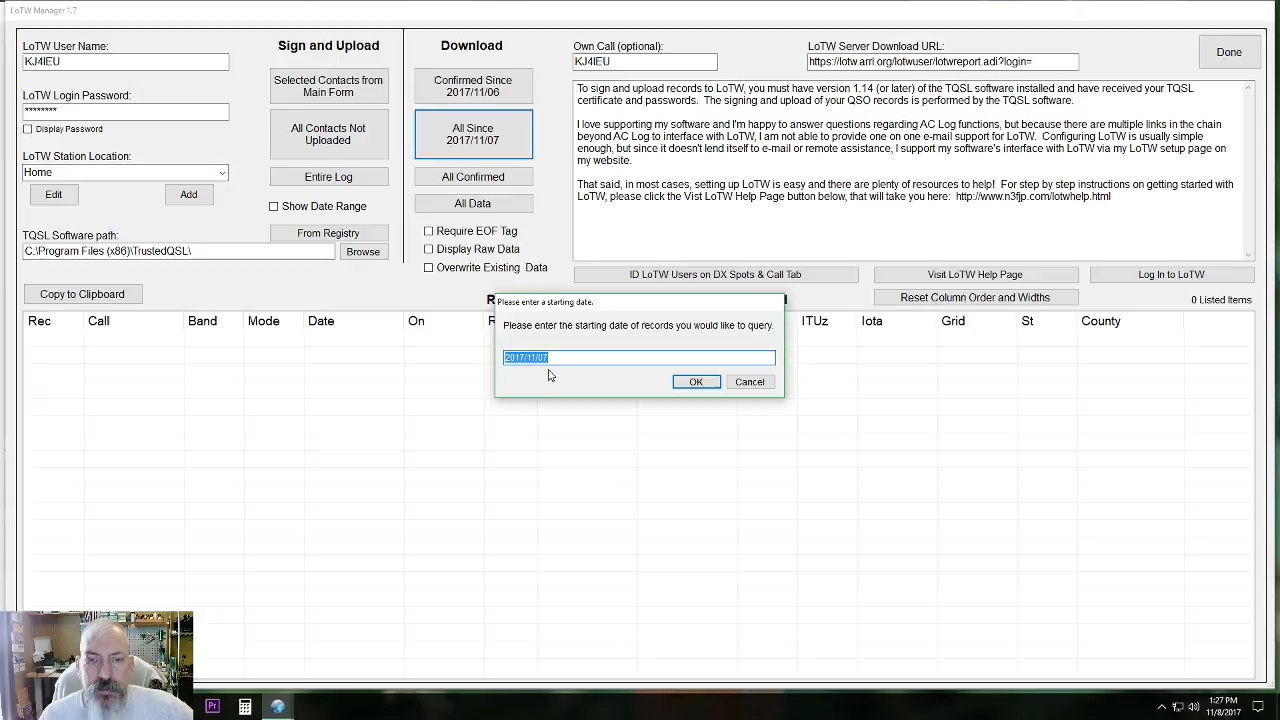 LoTW Manager 1.7
LoTW User Name:
KJ4IEU
LoTW Login Password:
********
Display Password
LoTW Station Location:
Home
Edit
Add
TQSL Software path:
C:\Program Files (x86)\TrustedQSL\
Browse
Copy to Clipboard
Sign and Upload
Selected Contacts from
Main Form
All Contacts Not
Uploaded
Entire Log
Show Date Range
From Registry
Download
Confirmed Since
2017/11/06
All Since
2017/11/07
All Confirmed
All Data
Require EOF Tag
Display Raw Data
Overwrite Existing Data
Own Call (optional):
KJ4IEU
LoTW Server Download URL:
https://lotw.arrl.org/lotwuser/lotwreport.adi?login=
Done
To sign and upload records to LoTW, you must have version 1.14 (or later) of the TQSL software installed and have received your TQSL
certificate and passwords. The signing and upload of your QSO records is performed by the TQSL software.
I love supporting my software and I'm happy to answer questions regarding AC Log functions, but because there are multiple links in the chain
beyond AC Log to interface with LoTW, I am not able to provide one on one e-mail support for LoTW. Configuring LoTW is usually simple
enough, but since it doesn't lend itself to e-mail or remote assistance, I support my software's interface with LoTW via my LoTW setup page on
my website.
That said, in most cases, setting up LoTW is easy and there are plenty of resources to help! For step by step instructions on getting started with
LoTW, please click the Vist LoTW Help Page button below, that will take you here: http://www.n3fjp.com/lotwhelp.html
ID LoTW Users on DX Spots & Call Tab
Visit LoTW Help Page
Log In to LoTW
Reset Column Order and Widths
0 Listed Items
Rec Call Band Mode Date On R ITUz Iota Grid St County
Please enter a starting date.
Please enter the starting date of records you would like to query.
2017/11/07
OK
Cancel
Pr
1:27 PM
11/8/2017